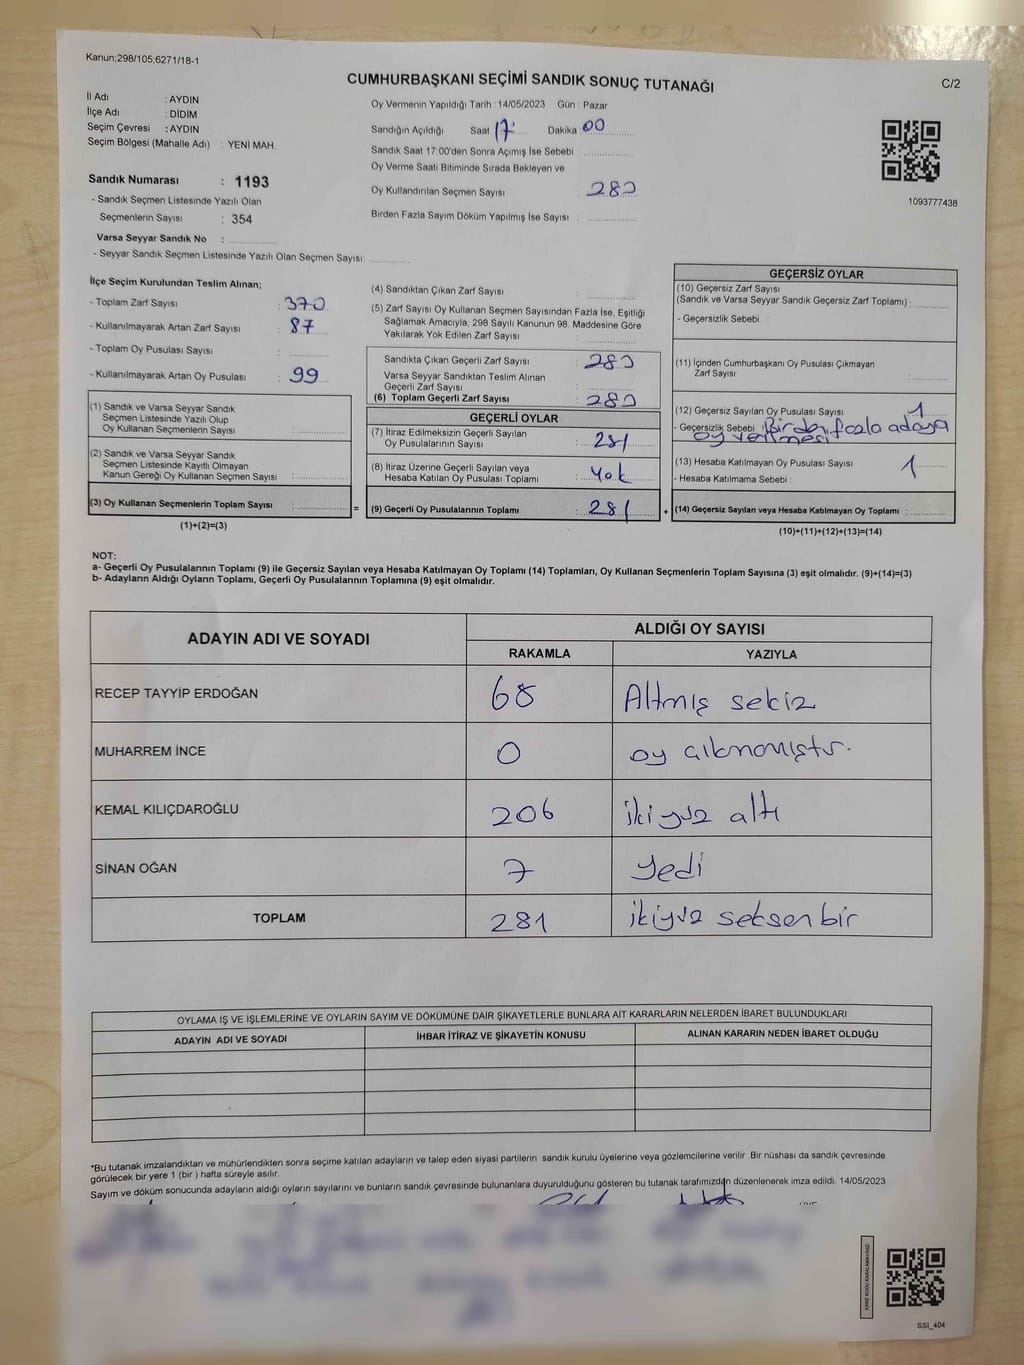 Kanun;298/105;6271/18-1
CUMHURBAŞKANI SEÇİMİ SANDIK SONUÇ TUTANAĞI
C/2
İl Adı : AYDIN
İlçe Adı : DİDİM
Seçim Çevresi : AYDIN
Seçim Bölgesi (Mahalle Adı) : YENİ MAH.
Sandık Numarası : 1193
- Sandık Seçmen Listesinde Yazılı Olan
Seçmenlerin Sayısı : 354
Varsa Seyyar Sandık No :
- Seyyar Sandık Seçmen Listesinde Yazılı Olan Seçmen Sayısı:
Oy Vermenin Yapıldığı Tarih :14/05/2023 Gün : Pazar
Sandığın Açıldığı Saat 17 Dakika 00
Sandık Saat 17:00'den Sonra Açımış İse Sebebi :
Oy Verme Saati Bitiminde Sırada Bekleyen ve
Oy Kullandırılan Seçmen Sayısı : 283
Birden Fazla Sayım Döküm Yapılmış İse Sayısı :
1093777438
İlçe Seçim Kurulundan Teslim Alınan;
- Toplam Zarf Sayısı : 370
- Kullanılmayarak Artan Zarf Sayısı : 87
- Toplam Oy Pusulası Sayısı :
- Kullanılmayarak Artan Oy Pusulası : 99
(1) Sandık ve Varsa Seyyar Sandık
Seçmen Listesinde Yazılı Olup
Oy Kullanan Seçmenlerin Sayısı :
(2) Sandık ve Varsa Seyyar Sandık
Seçmen Listesinde Kayıtlı Olmayan
Kanun Gereği Oy Kullanan Seçmen Sayısı :
(3) Oy Kullanan Seçmenlerin Toplam Sayısı :
(1)+(2)=(3)
=
(4) Sandıktan Çıkan Zarf Sayısı :
(5) Zarf Sayısı Oy Kullanan Seçmen Sayısından Fazla İse, Eşitliği
Sağlamak Amacıyla, 298 Sayılı Kanunun 98. Maddesine Göre
Yakılarak Yok Edilen Zarf Sayısı :
Sandıkta Çıkan Geçerli Zarf Sayısı : 283
Varsa Seyyar Sandıktan Teslim Alınan
Geçerli Zarf Sayısı :
(6) Toplam Geçerli Zarf Sayısı : 283
GEÇERLİ OYLAR
(7) İtiraz Edilmeksizin Geçerli Sayılan
Oy Pusulalarının Sayısı : 281
(8) İtiraz Üzerine Geçerli Sayılan veya
Hesaba Katılan Oy Pusulası Toplamı : Yok
(9) Geçerli Oy Pusulalarının Toplamı : 281
+
GEÇERSİZ OYLAR
(10) Geçersiz Zarf Sayısı
(Sandık ve Varsa Seyyar Sandık Geçersiz Zarf Toplamı) :
- Geçersizlik Sebebi :
(11) İçinden Cumhurbaşkanı Oy Pusulası Çıkmayan
Zarf Sayısı :
(12) Geçersiz Sayılan Oy Pusulası Sayısı : 1
- Geçersizlik Sebebi : Birden fazla adaya
oy verilmesi
(13) Hesaba Katılmayan Oy Pusulası Sayısı : 1
- Hesaba Katılmama Sebebi :
(14) Geçersiz Sayılan veya Hesaba Katılmayan Oy Toplamı :
(10)+(11)+(12)+(13)=(14)
NOT:
a- Geçerli Oy Pusulalarının Toplamı (9) ile Geçersiz Sayılan veya Hesaba Katılmayan Oy Toplamı (14) Toplamları, Oy Kullanan Seçmenlerin Toplam Sayısına (3) eşit olmalıdır. (9)+(14)=(3)
b- Adayların Aldığı Oyların Toplamı, Geçerli Oy Pusulalarının Toplamına (9) eşit olmalıdır.
ADAYIN ADI VE SOYADI
ALDIĞI OY SAYISI
RAKAMLA YAZIYLA
RECEP TAYYİP ERDOĞAN 68 Altmış sekiz
MUHARREM İNCE 0 oy çıkmamıştır.
KEMAL KILIÇDAROĞLU 206 ikiyüz altı
SİNAN OĞAN 7 yedi
TOPLAM 281 ikiyüz seksen bir
OYLAMA İŞ VE İŞLEMLERİNE VE OYLARIN SAYIM VE DÖKÜMÜNE DAİR ŞİKAYETLERLE BUNLARA AİT KARARLARIN NELERDEN İBARET BULUNDUKLARI
ADAYIN ADI VE SOYADI İHBAR İTİRAZ VE ŞİKAYETİN KONUSU ALINAN KARARIN NEDEN İBARET OLDUĞU
*Bu tutanak imzalandıktan ve mühürlendikten sonra seçime katılan adayların ve talep eden siyasi partilerin sandık kurulu üyelerine veya gözlemcilerine verilir. Bir nüshası da sandık çevresinde
görülecek bir yere 1 (bir ) hafta süreyle asılır.
Sayım ve döküm sonucunda adayların aldığı oyların sayılarını ve bunların sandık çevresinde bulunanlara duyurulduğunu gösteren bu tutanak tarafımızdan düzenlenerek imza edildi. 14/05/2023
KARE KODU KARALAMAYINIZ!
SSI_404